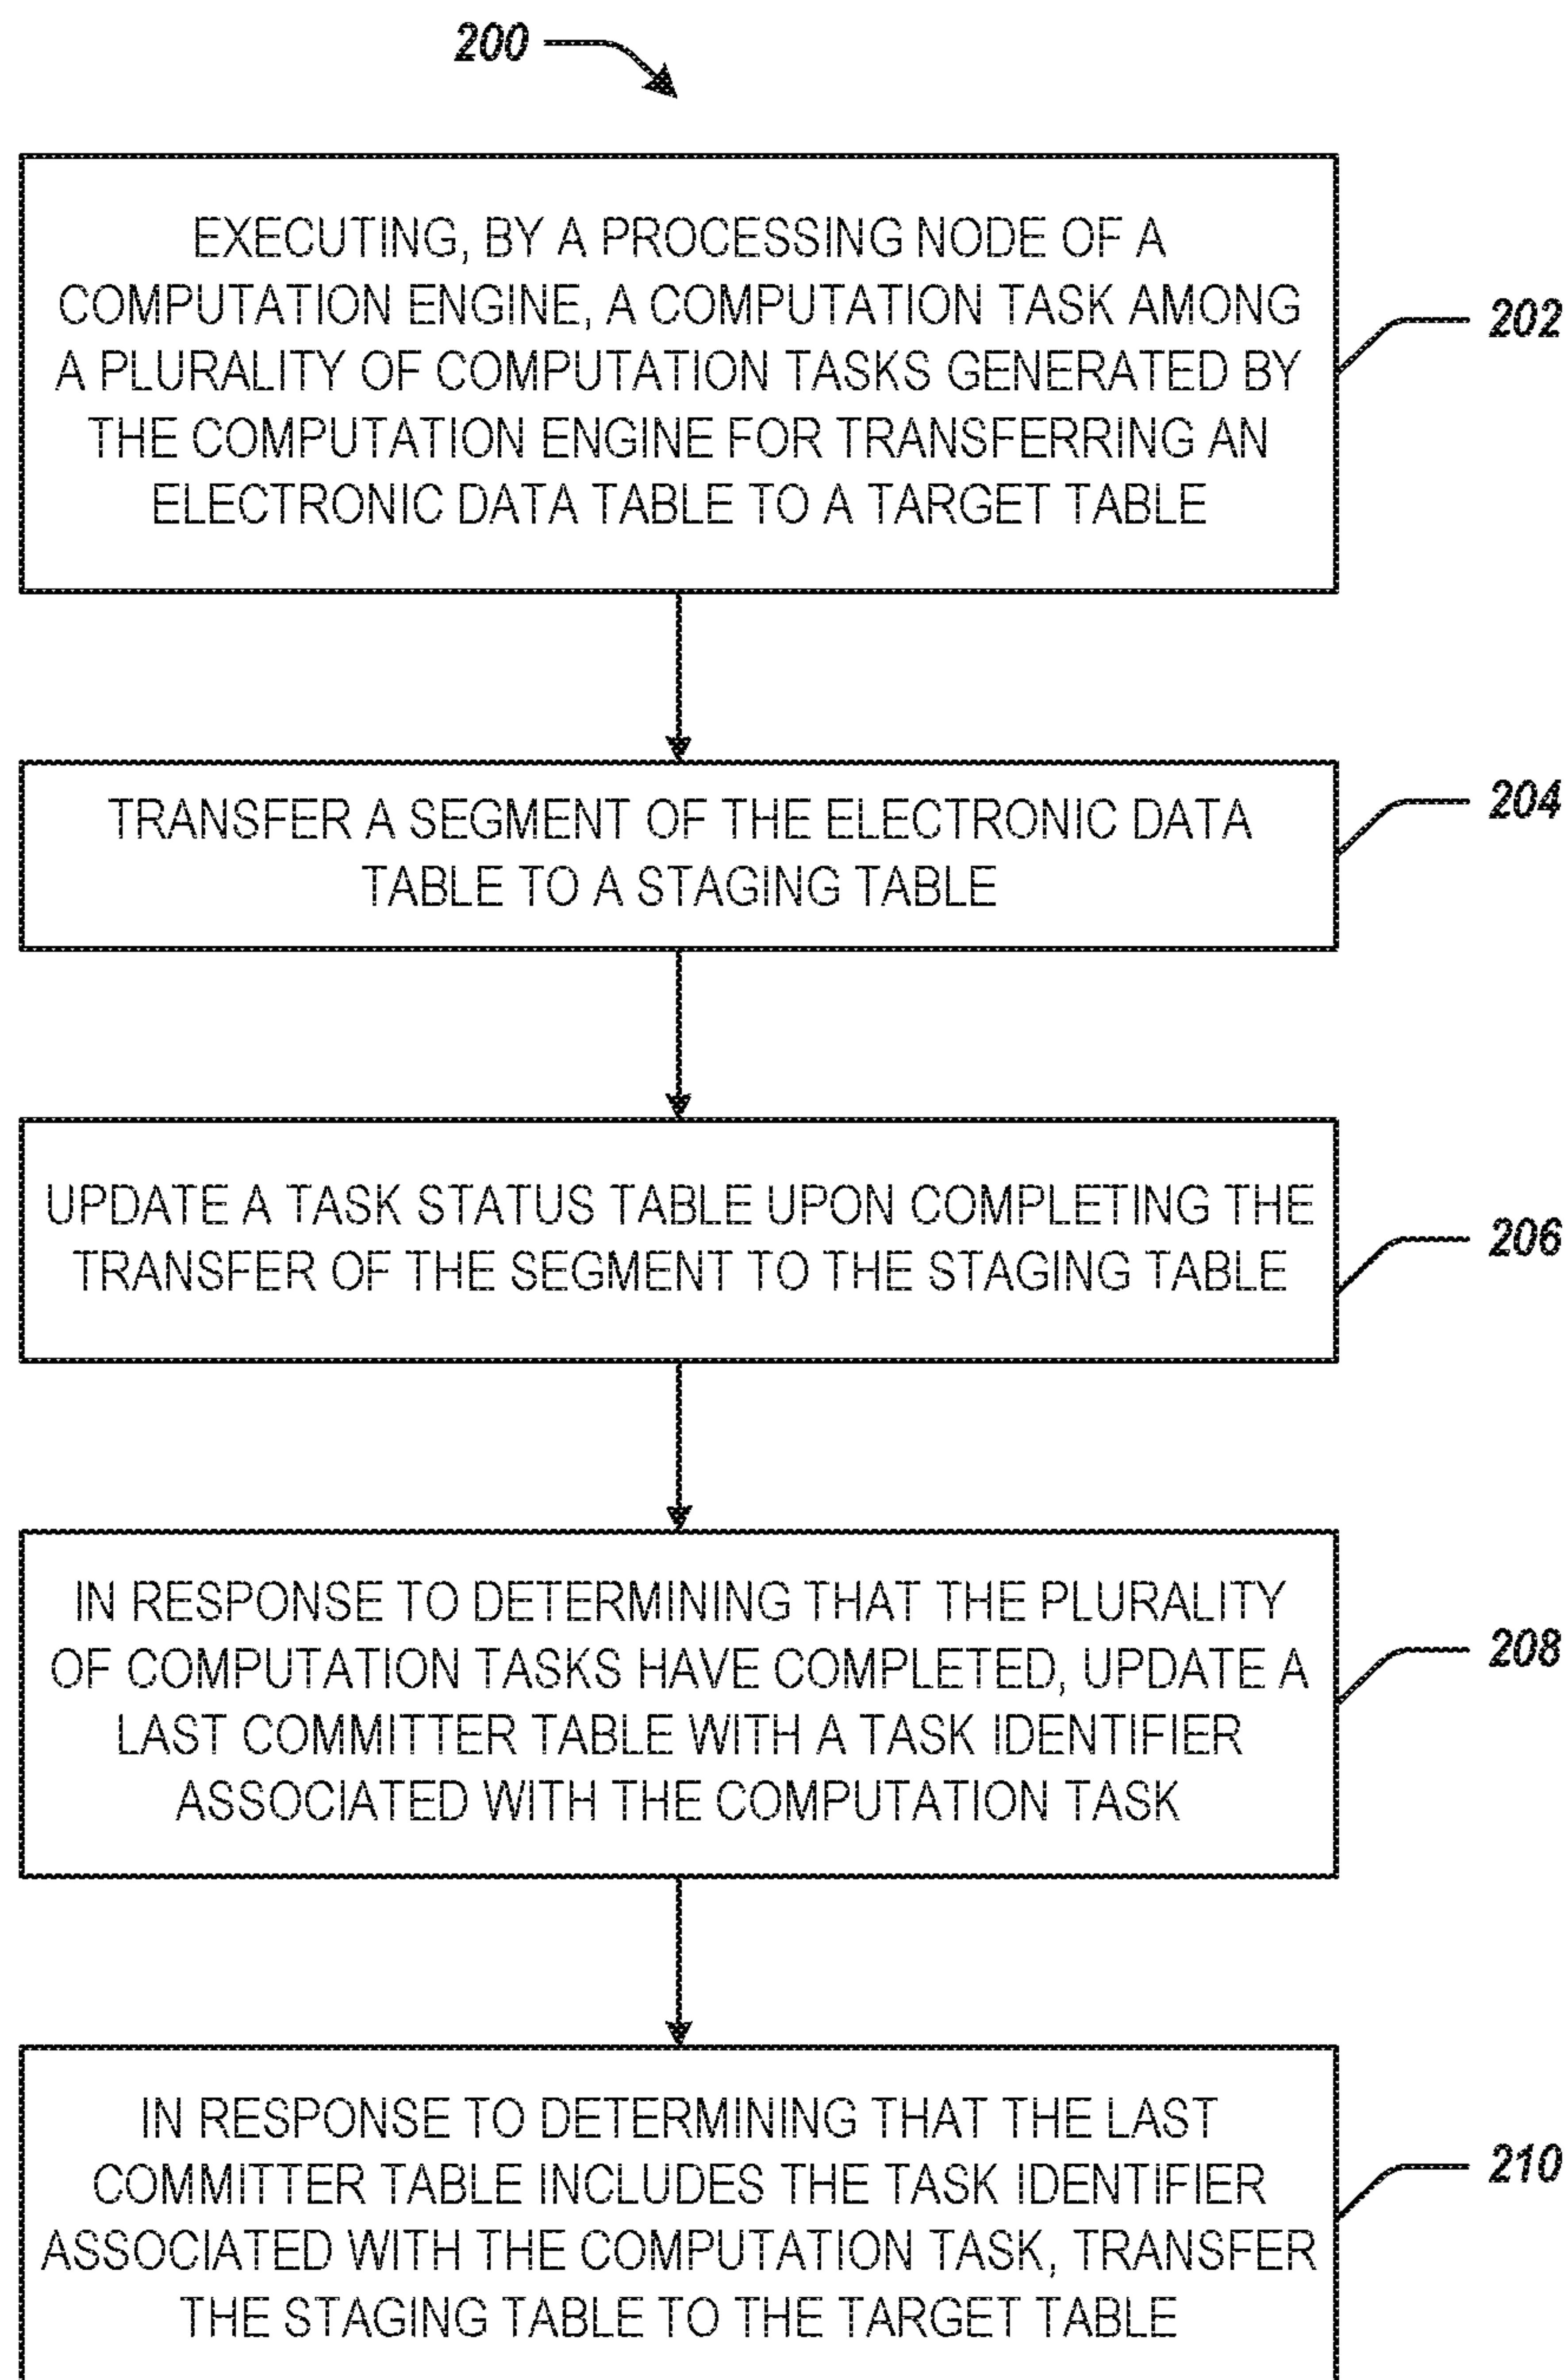 200
EXECUTING, BY A PROCESSING NODE OF A
COMPUTATION ENGINE, A COMPUTATION TASK AMONG
A PLURALITY OF COMPUTATION TASKS GENERATED BY
THE COMPUTATION ENGINE FOR TRANSFERRING AN
ELECTRONIC DATA TABLE TO A TARGET TABLE
202
TRANSFER A SEGMENT OF THE ELECTRONIC DATA
TABLE TO A STAGING TABLE
204
UPDATE A TASK STATUS TABLE UPON COMPLETING THE
TRANSFER OF THE SEGMENT TO THE STAGING TABLE
206
IN RESPONSE TO DETERMINING THAT THE PLURALITY
OF COMPUTATION TASKS HAVE COMPLETED, UPDATE A
LAST COMMITTER TABLE WITH A TASK IDENTIFIER
ASSOCIATED WITH THE COMPUTATION TASK
208
IN RESPONSE TO DETERMINING THAT THE LAST
COMMITTER TABLE INCLUDES THE TASK IDENTIFIER
ASSOCIATED WITH THE COMPUTATION TASK, TRANSFER
THE STAGING TABLE TO THE TARGET TABLE
210